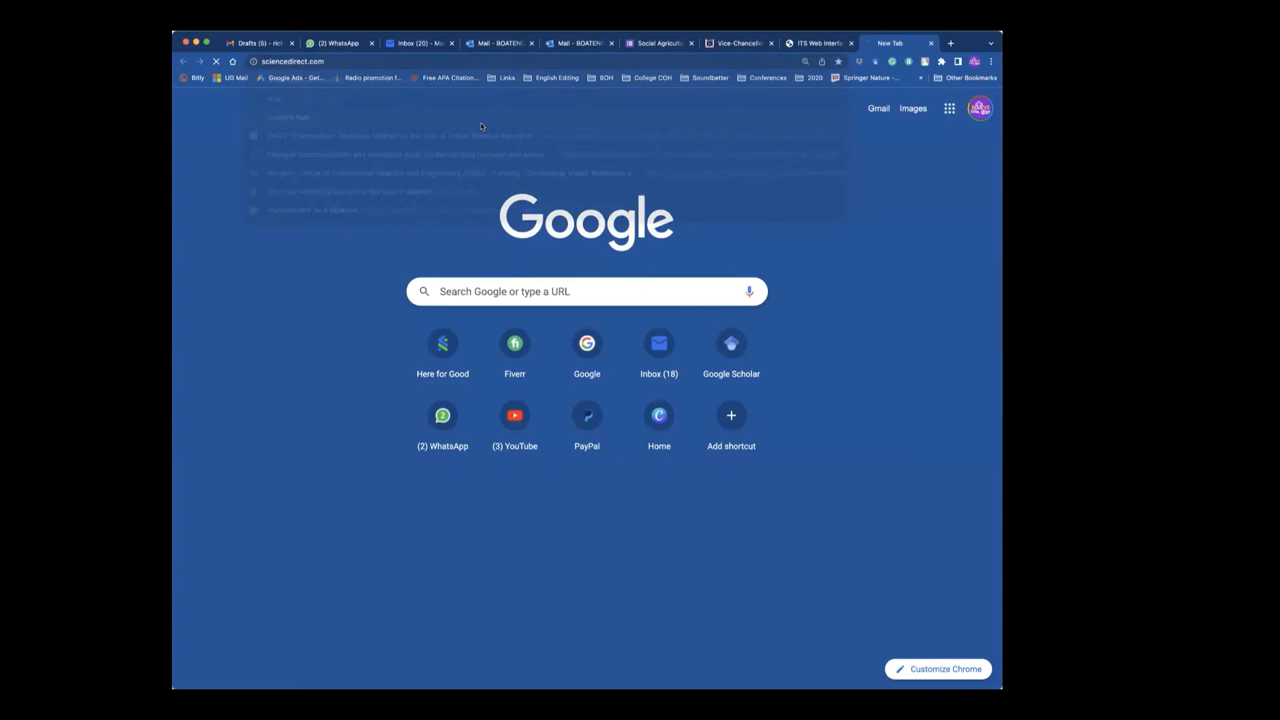 Drafts (5) - rich
(2) WhatsApp
Inbox (20) - Ma
Mail - BOATENG
Mail - BOATENG
Social Agricultu
Vice-Chancello
ITS Web Interfa
New Tab
sciencedirect.com
Bitly
UG Mail
Google Ads - Get...
Radio promotion f...
Free APA Citation...
Links
English Editing
BOH
College COH
Soundbetter
Conferences
2020
Springer Nature -...
»
Other Bookmarks
Gmail
Images
Google
Search Google or type a URL
Here for Good
Fiverr
Google
Inbox (18)
Google Scholar
(2) WhatsApp
(3) YouTube
PayPal
Home
Add shortcut
Customize Chrome